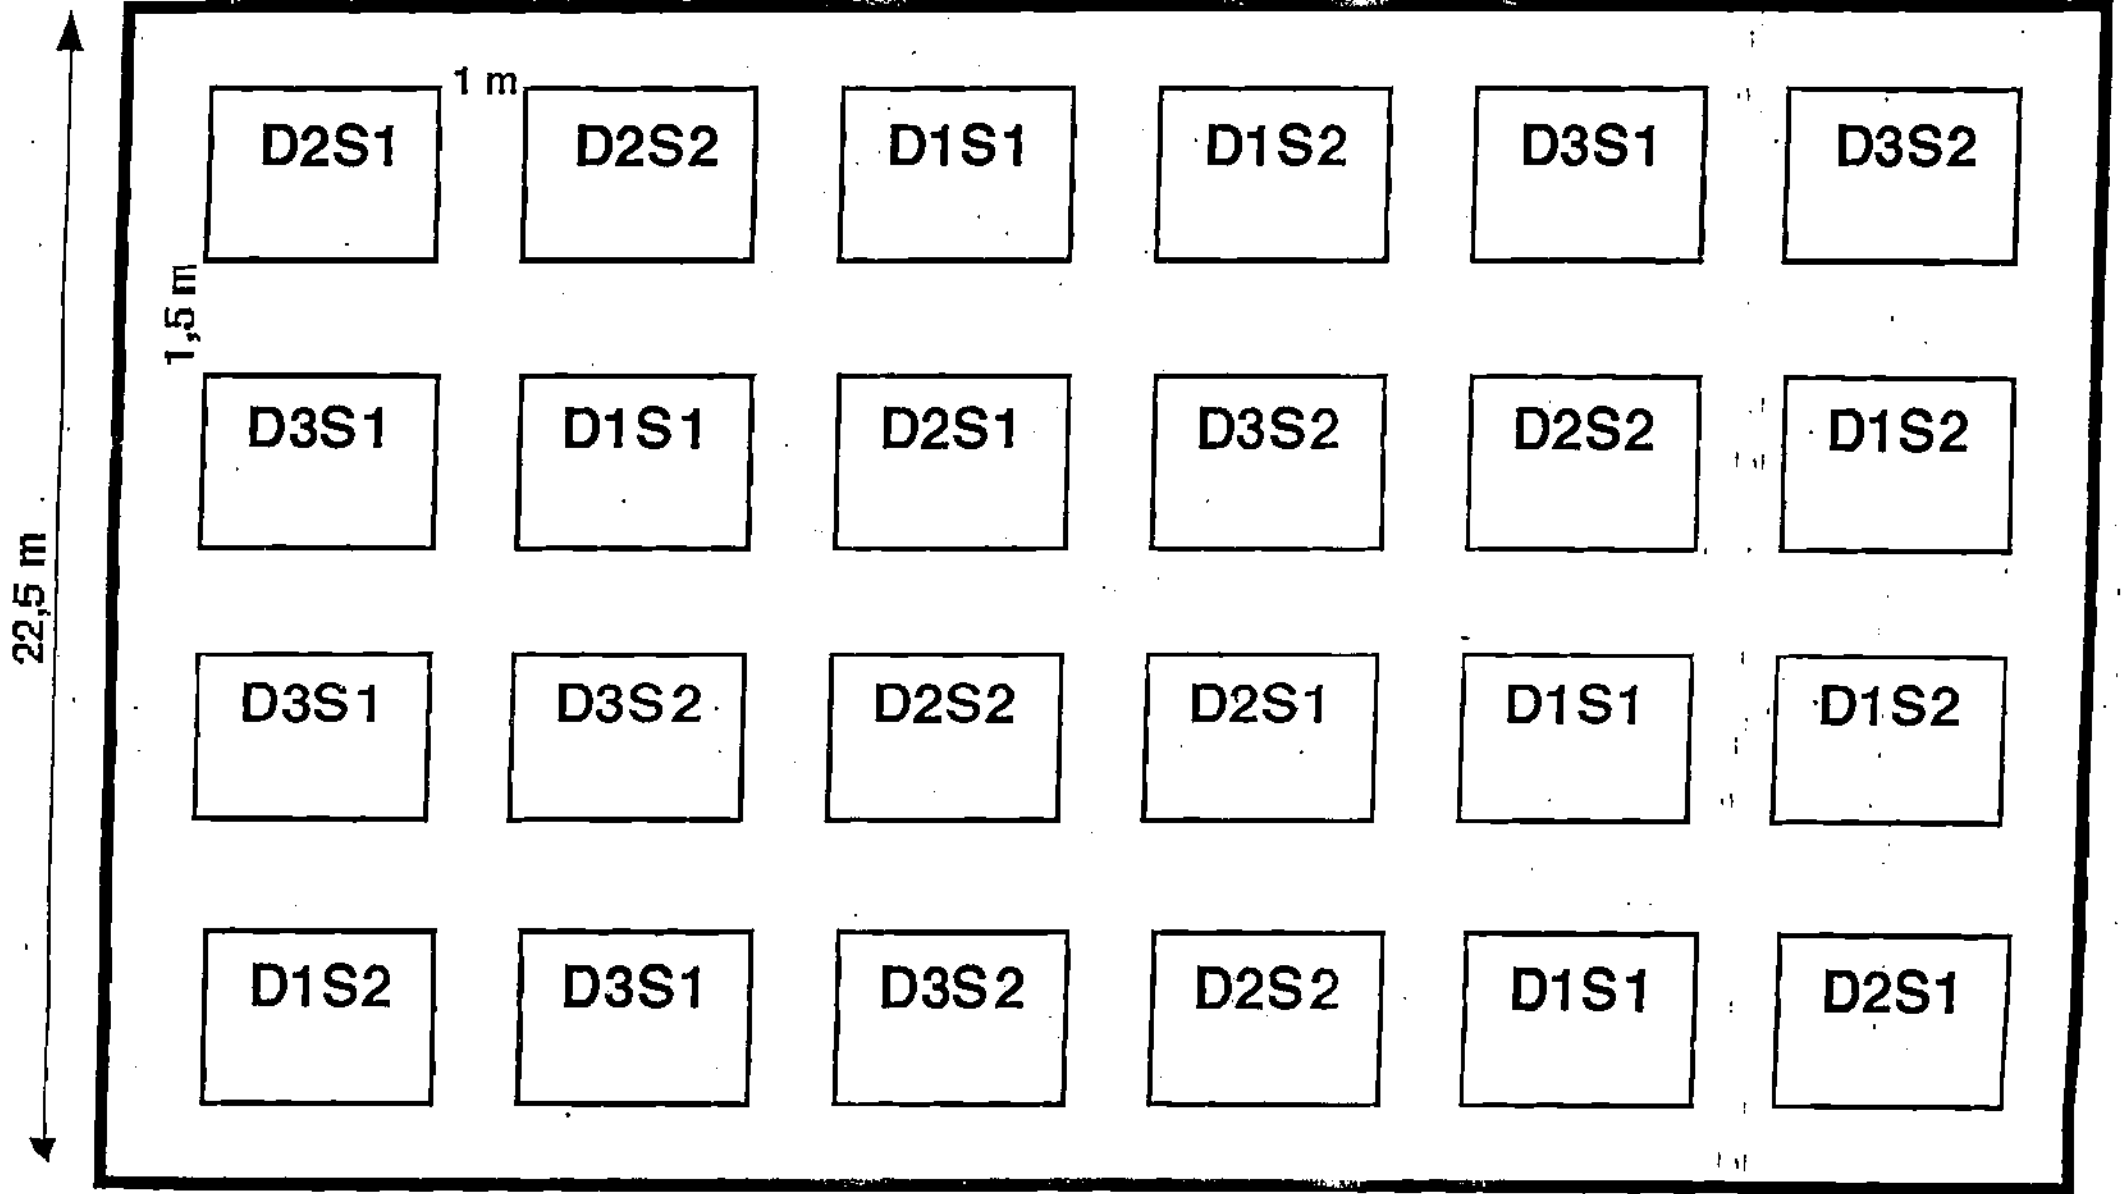 1 m
D2S1 D2S2 D1S1 D1S2 D3S1 D3S2
1,5 m
D3S1 D1S1 D2S1 D3S2 D2S2 D1S2
22,5 m
D3S1 D3S2 D2S2 D2S1 D1S1 D1S2
D1S2 D3S1 D3S2 D2S2 D1S1 D2S1